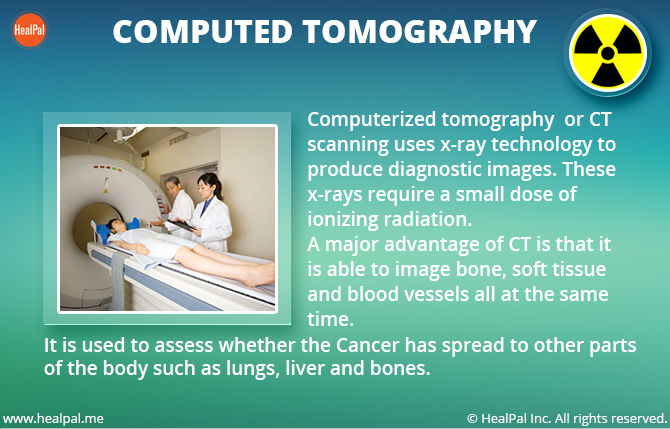 HealPal
COMPUTED TOMOGRAPHY
Computerized tomography or CT
scanning uses x-ray technology to
produce diagnostic images. These
x-rays require a small dose of
ionizing radiation.
A major advantage of CT is that it
is able to image bone, soft tissue
and blood vessels all at the same
time.
It is used to assess whether the Cancer has spread to other parts
of the body such as lungs, liver and bones.
www.healpal.me
© HealPal Inc. All rights reserved.